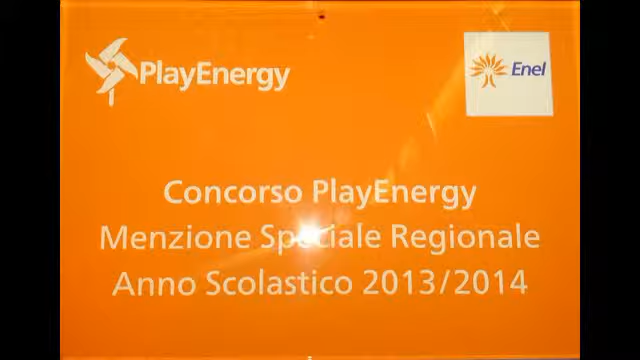 PlayEnergy
Enel
Concorso PlayEnergy
Menzione Speciale Regionale
Anno Scolastico 2013/2014